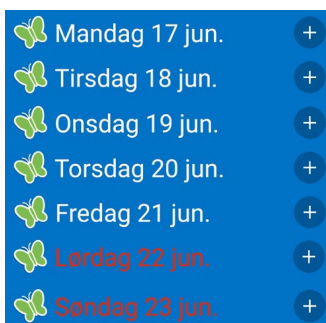 Mandag 17 jun.
Tirsdag 18 jun.
Onsdag 19 jun.
Torsdag 20 jun.
Fredag 21 jun.
Lørdag 22 jun.
Søndag 23 jun.